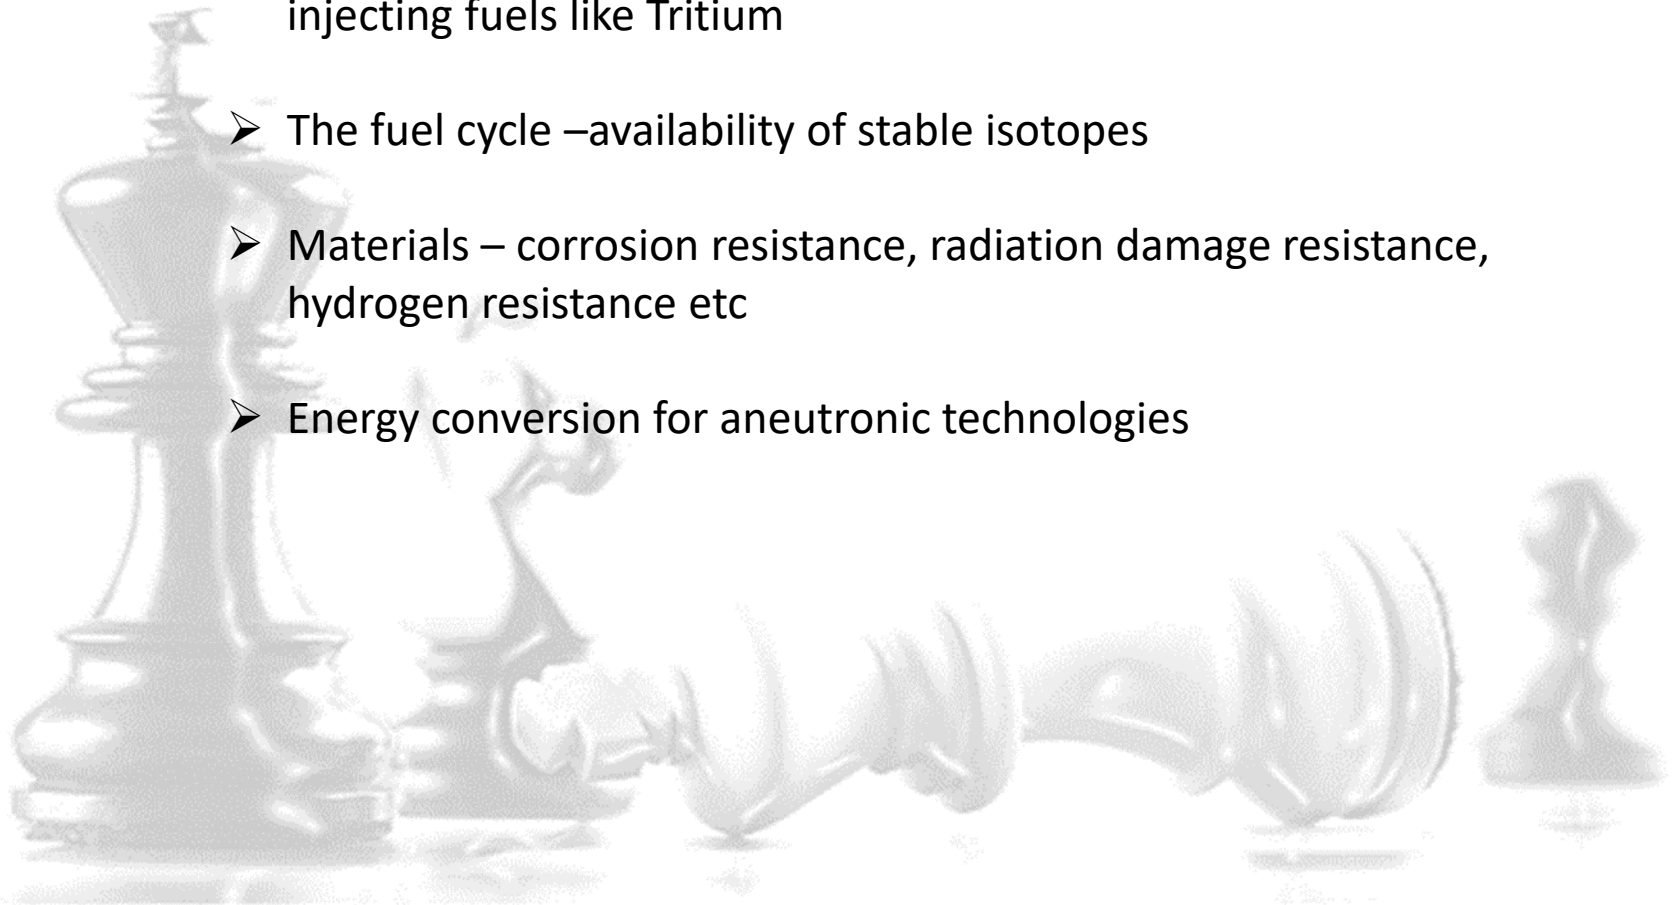 injecting fuels like Tritium
➢ The fuel cycle –availability of stable isotopes
➢ Materials – corrosion resistance, radiation damage resistance,
hydrogen resistance etc
➢ Energy conversion for aneutronic technologies